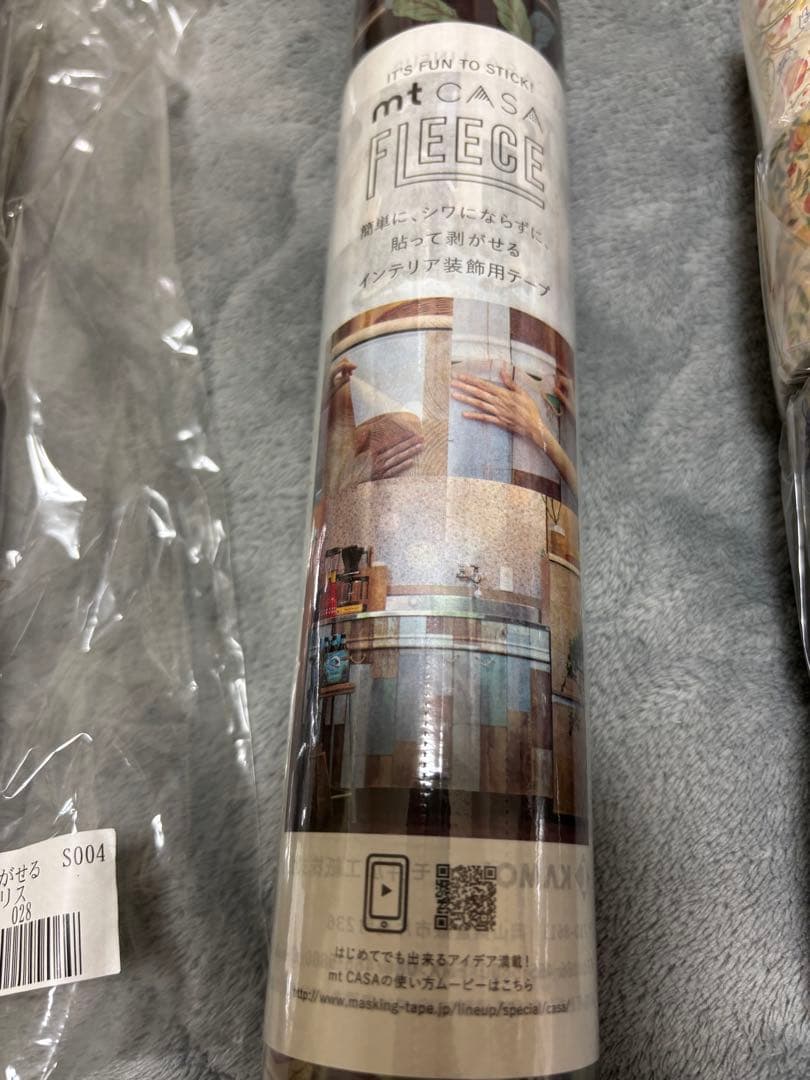 IT'S FUN TO STICK!
mt CASA
FLEECE
簡単に、シワにならずに、
貼って剥がせる
インテリア装飾用テープ
はじめてでも出来るアイデア満載！
mt CASAの使い方ムービーはこちら
http://www.masking-tape.jp/lineup/special/casa/
がせる S004
リス
028